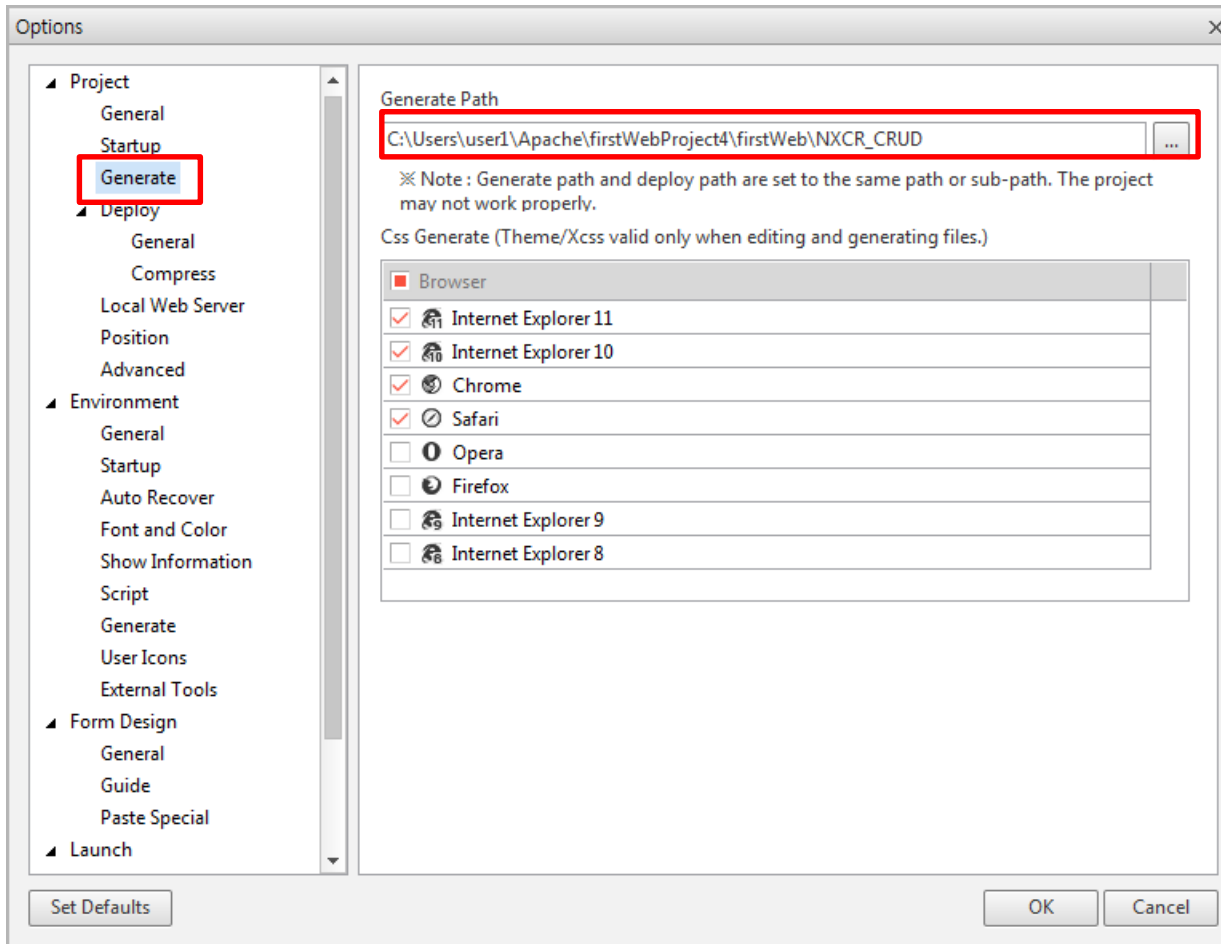 Options
Project
General
Startup
Generate
Deploy
General
Compress
Local Web Server
Position
Advanced
Environment
General
Startup
Auto Recover
Font and Color
Show Information
Script
Generate
User Icons
External Tools
Form Design
General
Guide
Paste Special
Launch
Generate Path
C:\Users\user1\Apache\firstWebProject4\firstWeb\NXCR_CRUD
...
※ Note : Generate path and deploy path are set to the same path or sub-path. The project
may not work properly.
Css Generate (Theme/Xcss valid only when editing and generating files.)
Browser
11 Internet Explorer 11
10 Internet Explorer 10
Chrome
Safari
Opera
Firefox
9 Internet Explorer 9
8 Internet Explorer 8
Set Defaults
OK
Cancel